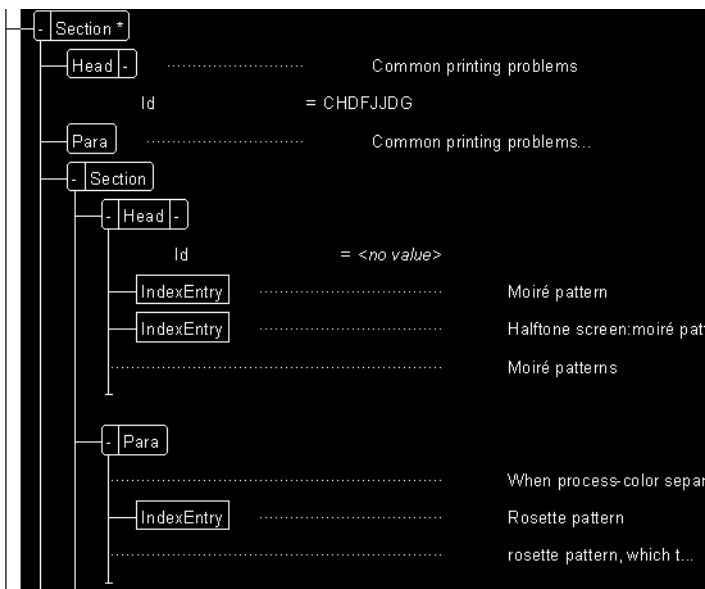 - Section *
Head - Common printing problems
Id = CHDFJJDG
Para Common printing problems...
- Section
- Head -
Id = <no value>
IndexEntry Moiré pattern
IndexEntry Halftone screen:moiré pat
Moiré patterns
- Para
When process-color separ
IndexEntry Rosette pattern
rosette pattern, which t...